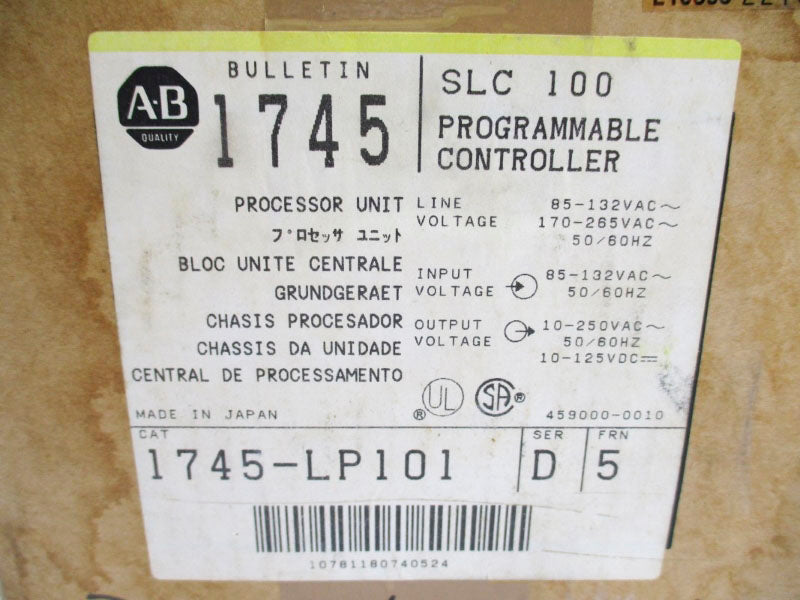 A·B
QUALITY
BULLETIN
1745
SLC 100
PROGRAMMABLE
CONTROLLER
PROCESSOR UNIT
プロセッサ ユニット
BLOC UNITE CENTRALE
GRUNDGERAET
CHASIS PROCESADOR
CHASSIS DA UNIDADE
CENTRAL DE PROCESSAMENTO
LINE 85-132VAC~
VOLTAGE 170-265VAC~
50/60HZ
INPUT 85-132VAC~
VOLTAGE 50/60HZ
OUTPUT 10-250VAC~
VOLTAGE 50/60HZ
10-125VDC⎓
UL® SA®
MADE IN JAPAN
459000-0010
CAT SER FRN
1745-LP101 D 5
10781180740524